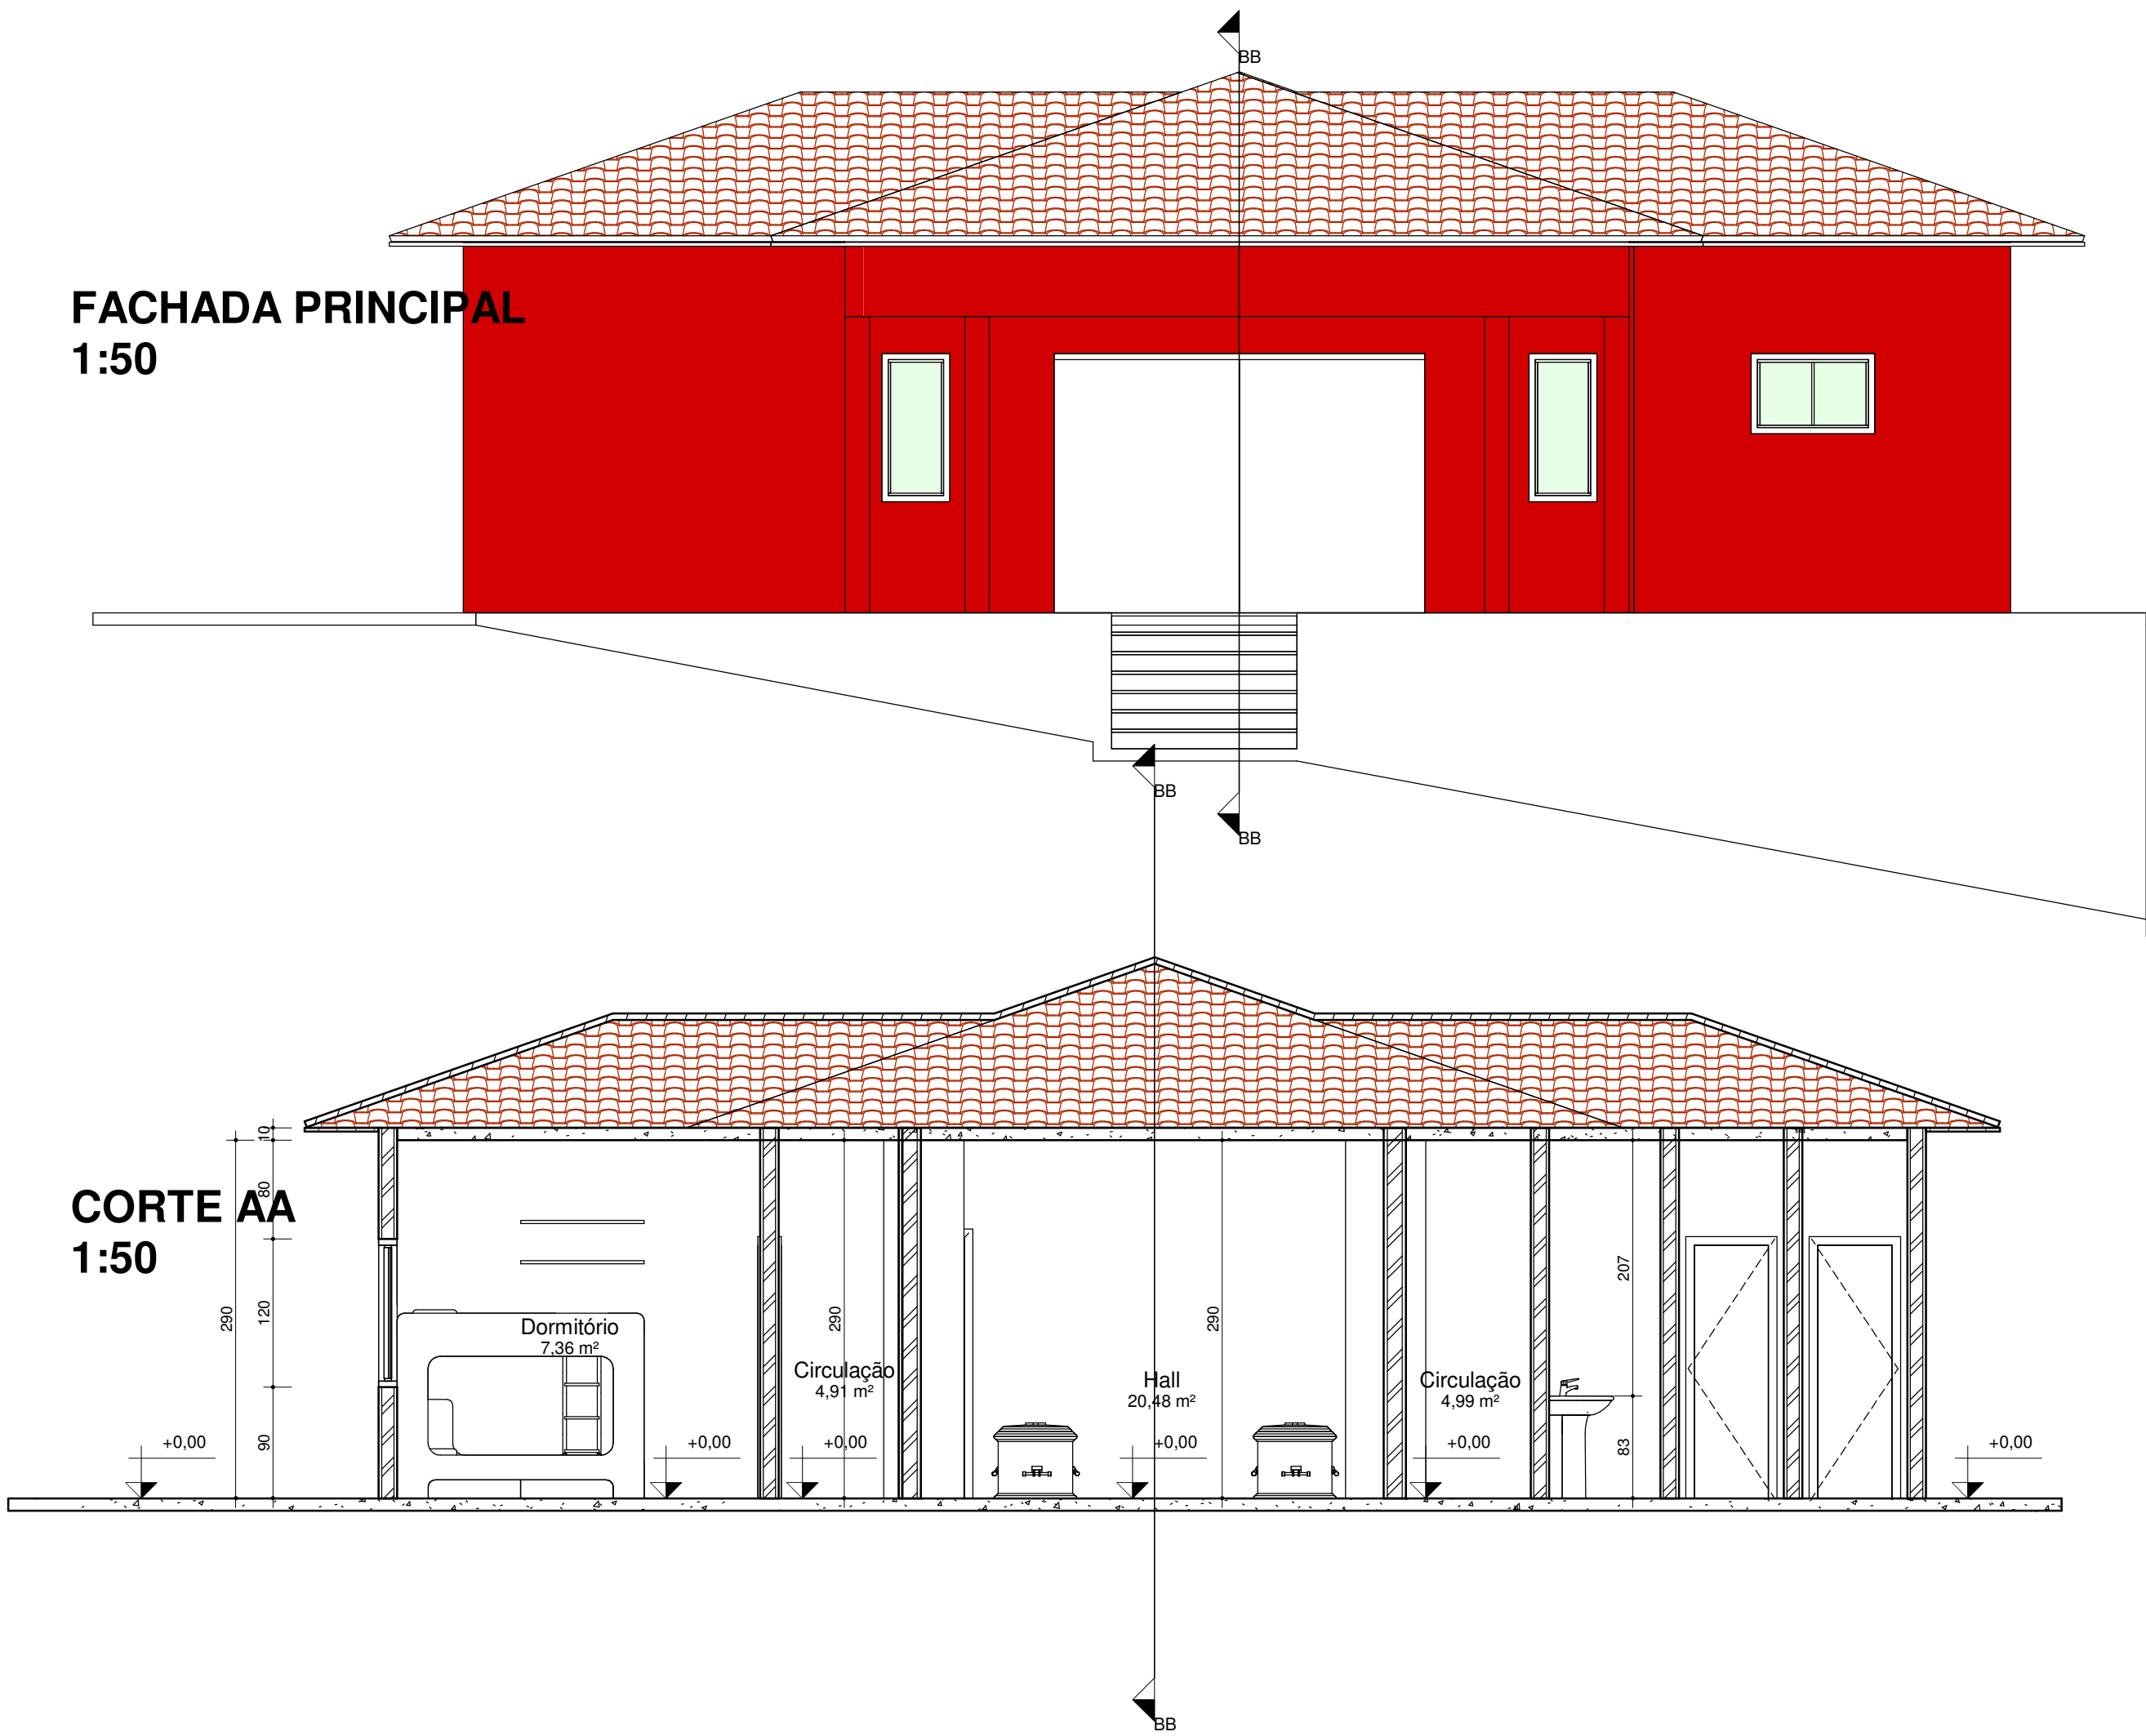 BB
FACHADA PRINCIPAL
1:50
BB
BB
CORTE AA
1:50
10
80
290
120
90
290
290
207
83
Dormitório
7,36 m²
Circulação
4,91 m²
Hall
20,48 m²
Circulação
4,99 m²
+0,00
+0,00
+0,00
+0,00
+0,00
+0,00
BB